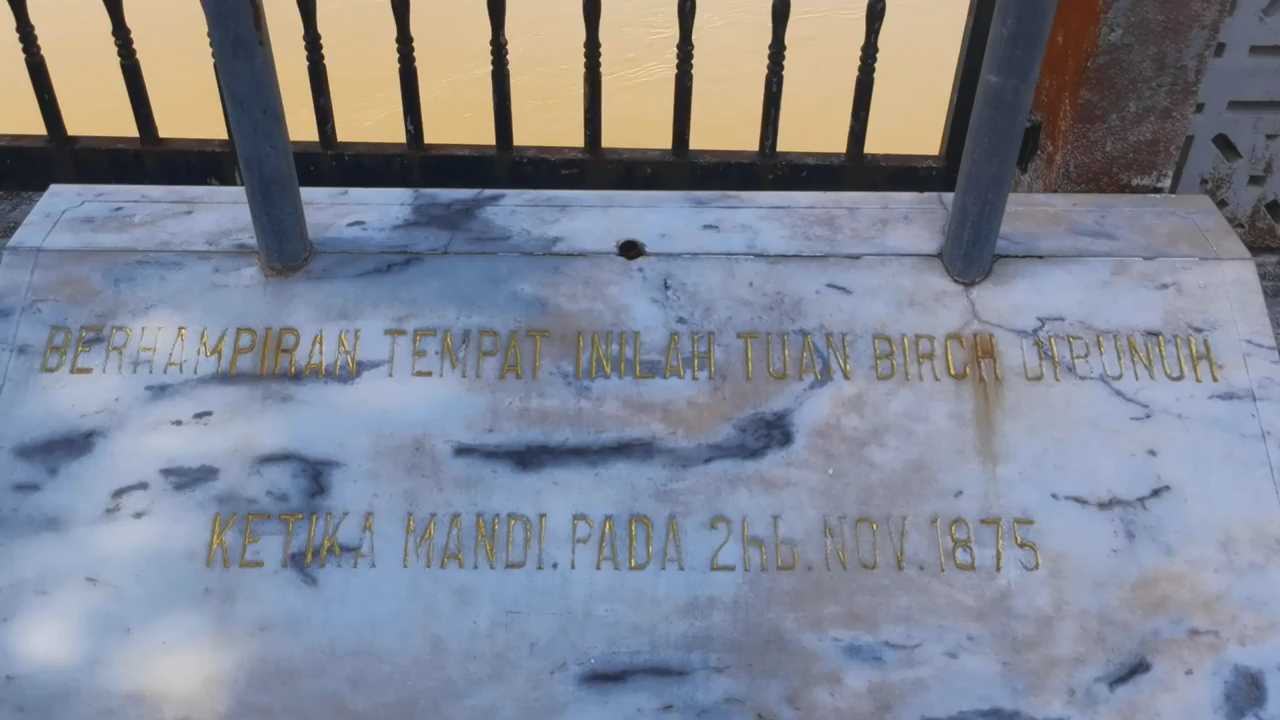 BERHAMPIRAN TEMPAT INILAH TUAN BIRCH DIBUNUH
KETIKA MANDI.PADA 2hb.NOV.1875